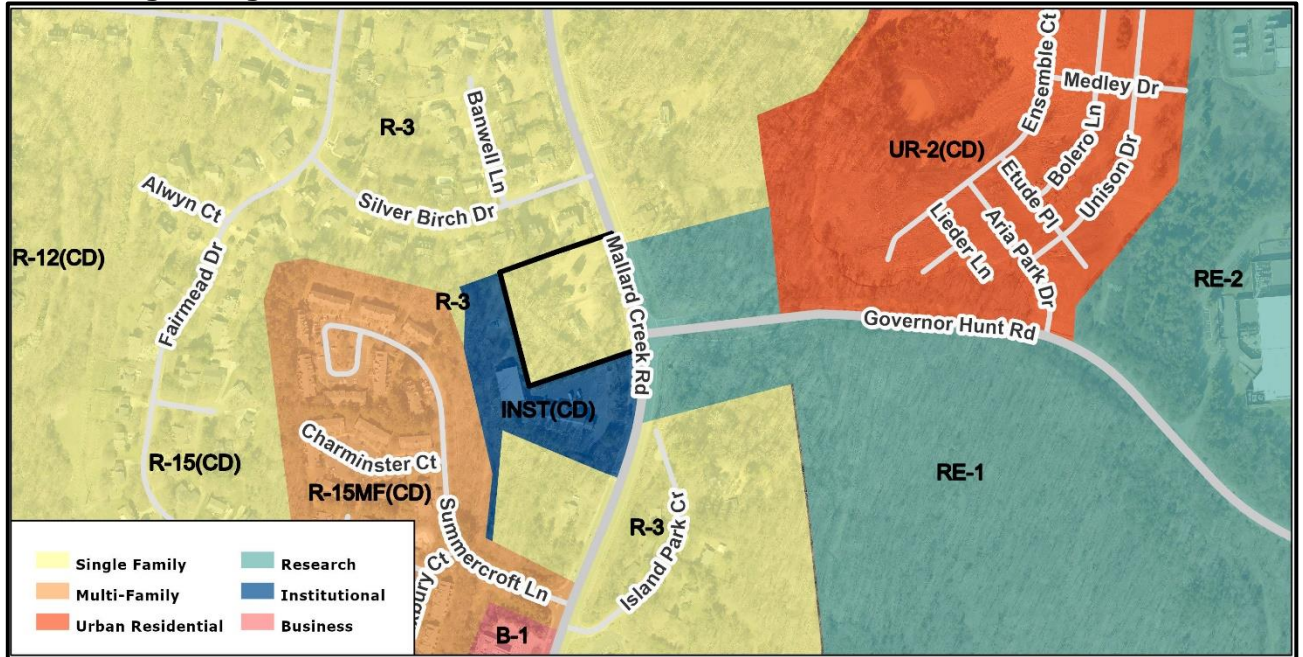 Ensemble Ct
Medley Dr
Banwell Ln
R-3
Bolero Ln
UR-2(CD)
Etude Pl
Unison Dr
Alwyn Ct
Silver Birch Dr
Lieder Ln
Aria Park Dr
R-12(CD)
Fairmead Dr
Mallard Creek Rd
RE-2
R-3
Governor Hunt Rd
INST(CD)
Charminster Ct
R-15(CD)
R-15MF(CD)
RE-1
Summercroft Ln
R-3
Island Park Cr
B-1
Single Family
Multi-Family
Urban Residential
Research
Institutional
Business